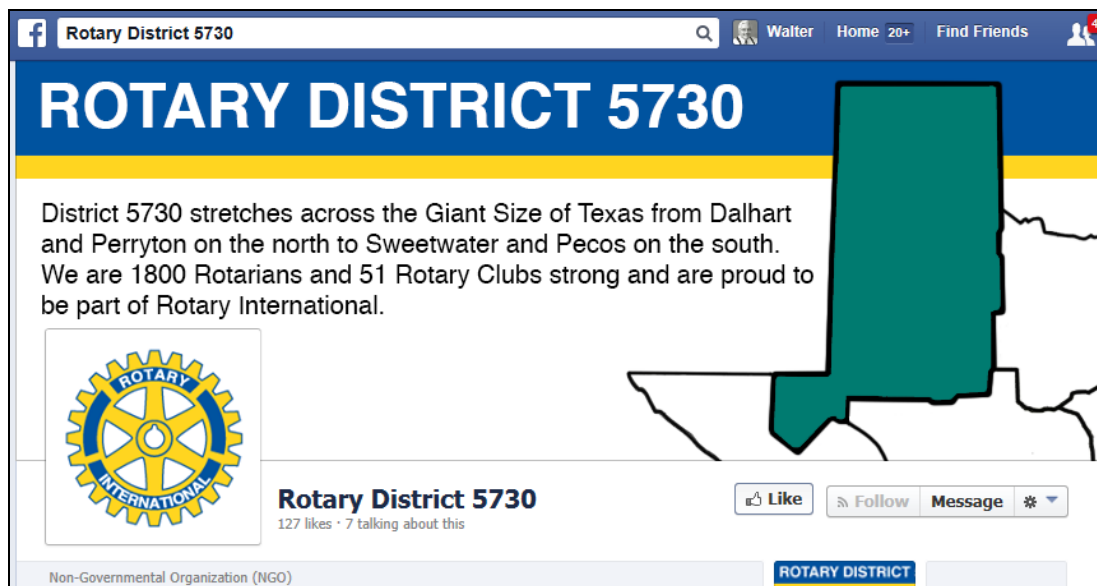 f Rotary District 5730 Walter Home 20+ Find Friends 4
ROTARY DISTRICT 5730
District 5730 stretches across the Giant Size of Texas from Dalhart
and Perryton on the north to Sweetwater and Pecos on the south.
We are 1800 Rotarians and 51 Rotary Clubs strong and are proud to
be part of Rotary International.
ROTARY
INTERNATIONAL
Rotary District 5730
127 likes · 7 talking about this
Like Follow Message
Non-Governmental Organization (NGO)
ROTARY DISTRICT